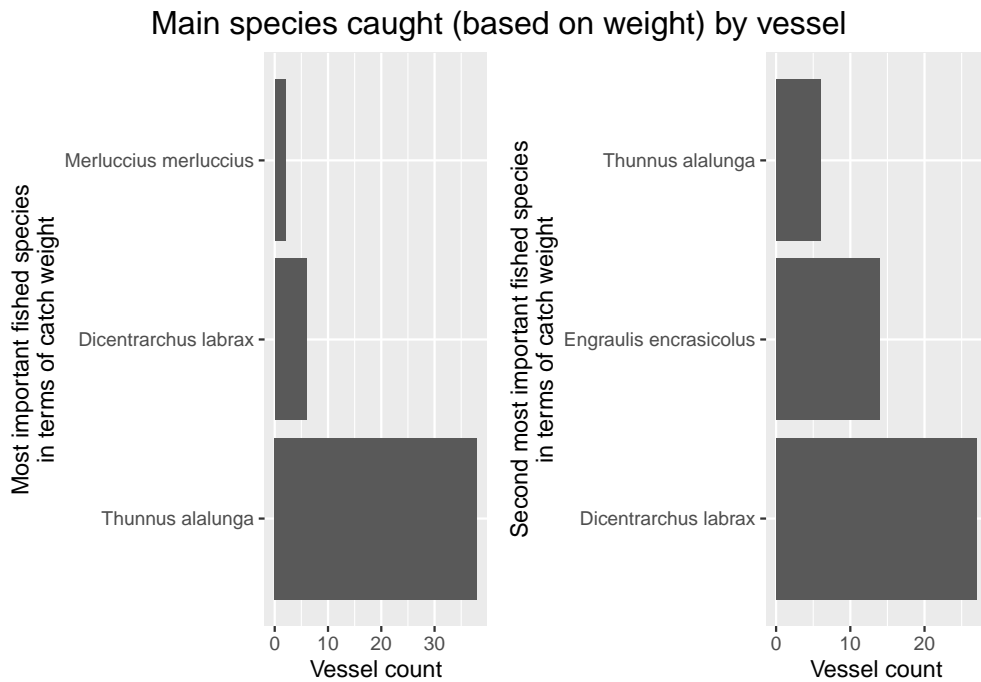 Main species caught (based on weight) by vessel
Most important fished species
in terms of catch weight
Merluccius merluccius
Dicentrarchus labrax
Thunnus alalunga
0 10 20 30
Vessel count
Second most important fished species
in terms of catch weight
Thunnus alalunga
Engraulis encrasicolus
Dicentrarchus labrax
0 10 20
Vessel count